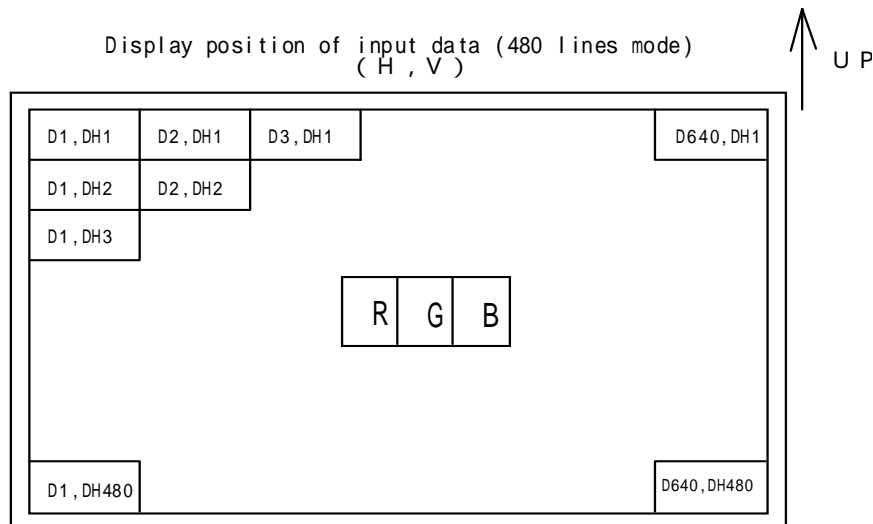 Display position of input data (480 lines mode)
(H,V)
UP
D1,DH1 D2,DH1 D3,DH1 D640,DH1
D1,DH2 D2,DH2
D1,DH3
R G B
D1,DH480 D640,DH480